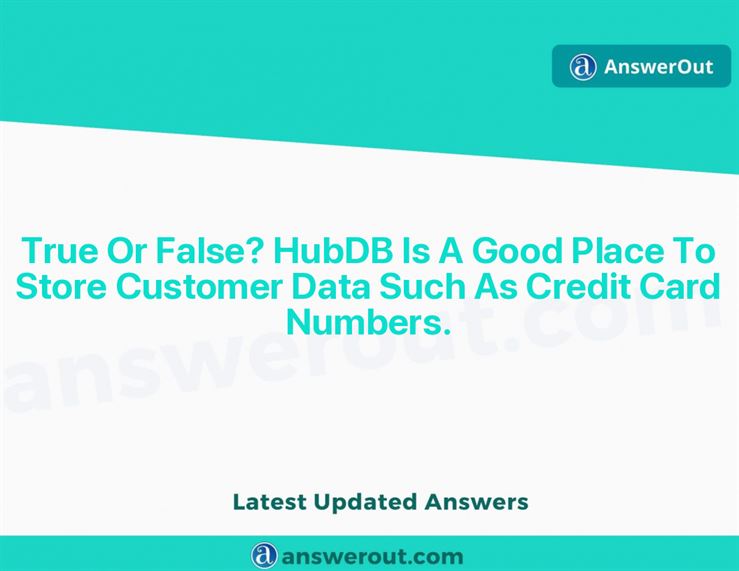 a AnswerOut
True Or False? HubDB Is A Good Place To
Store Customer Data Such As Credit Card
Numbers.
answerout.com
Latest Updated Answers
a answerout.com